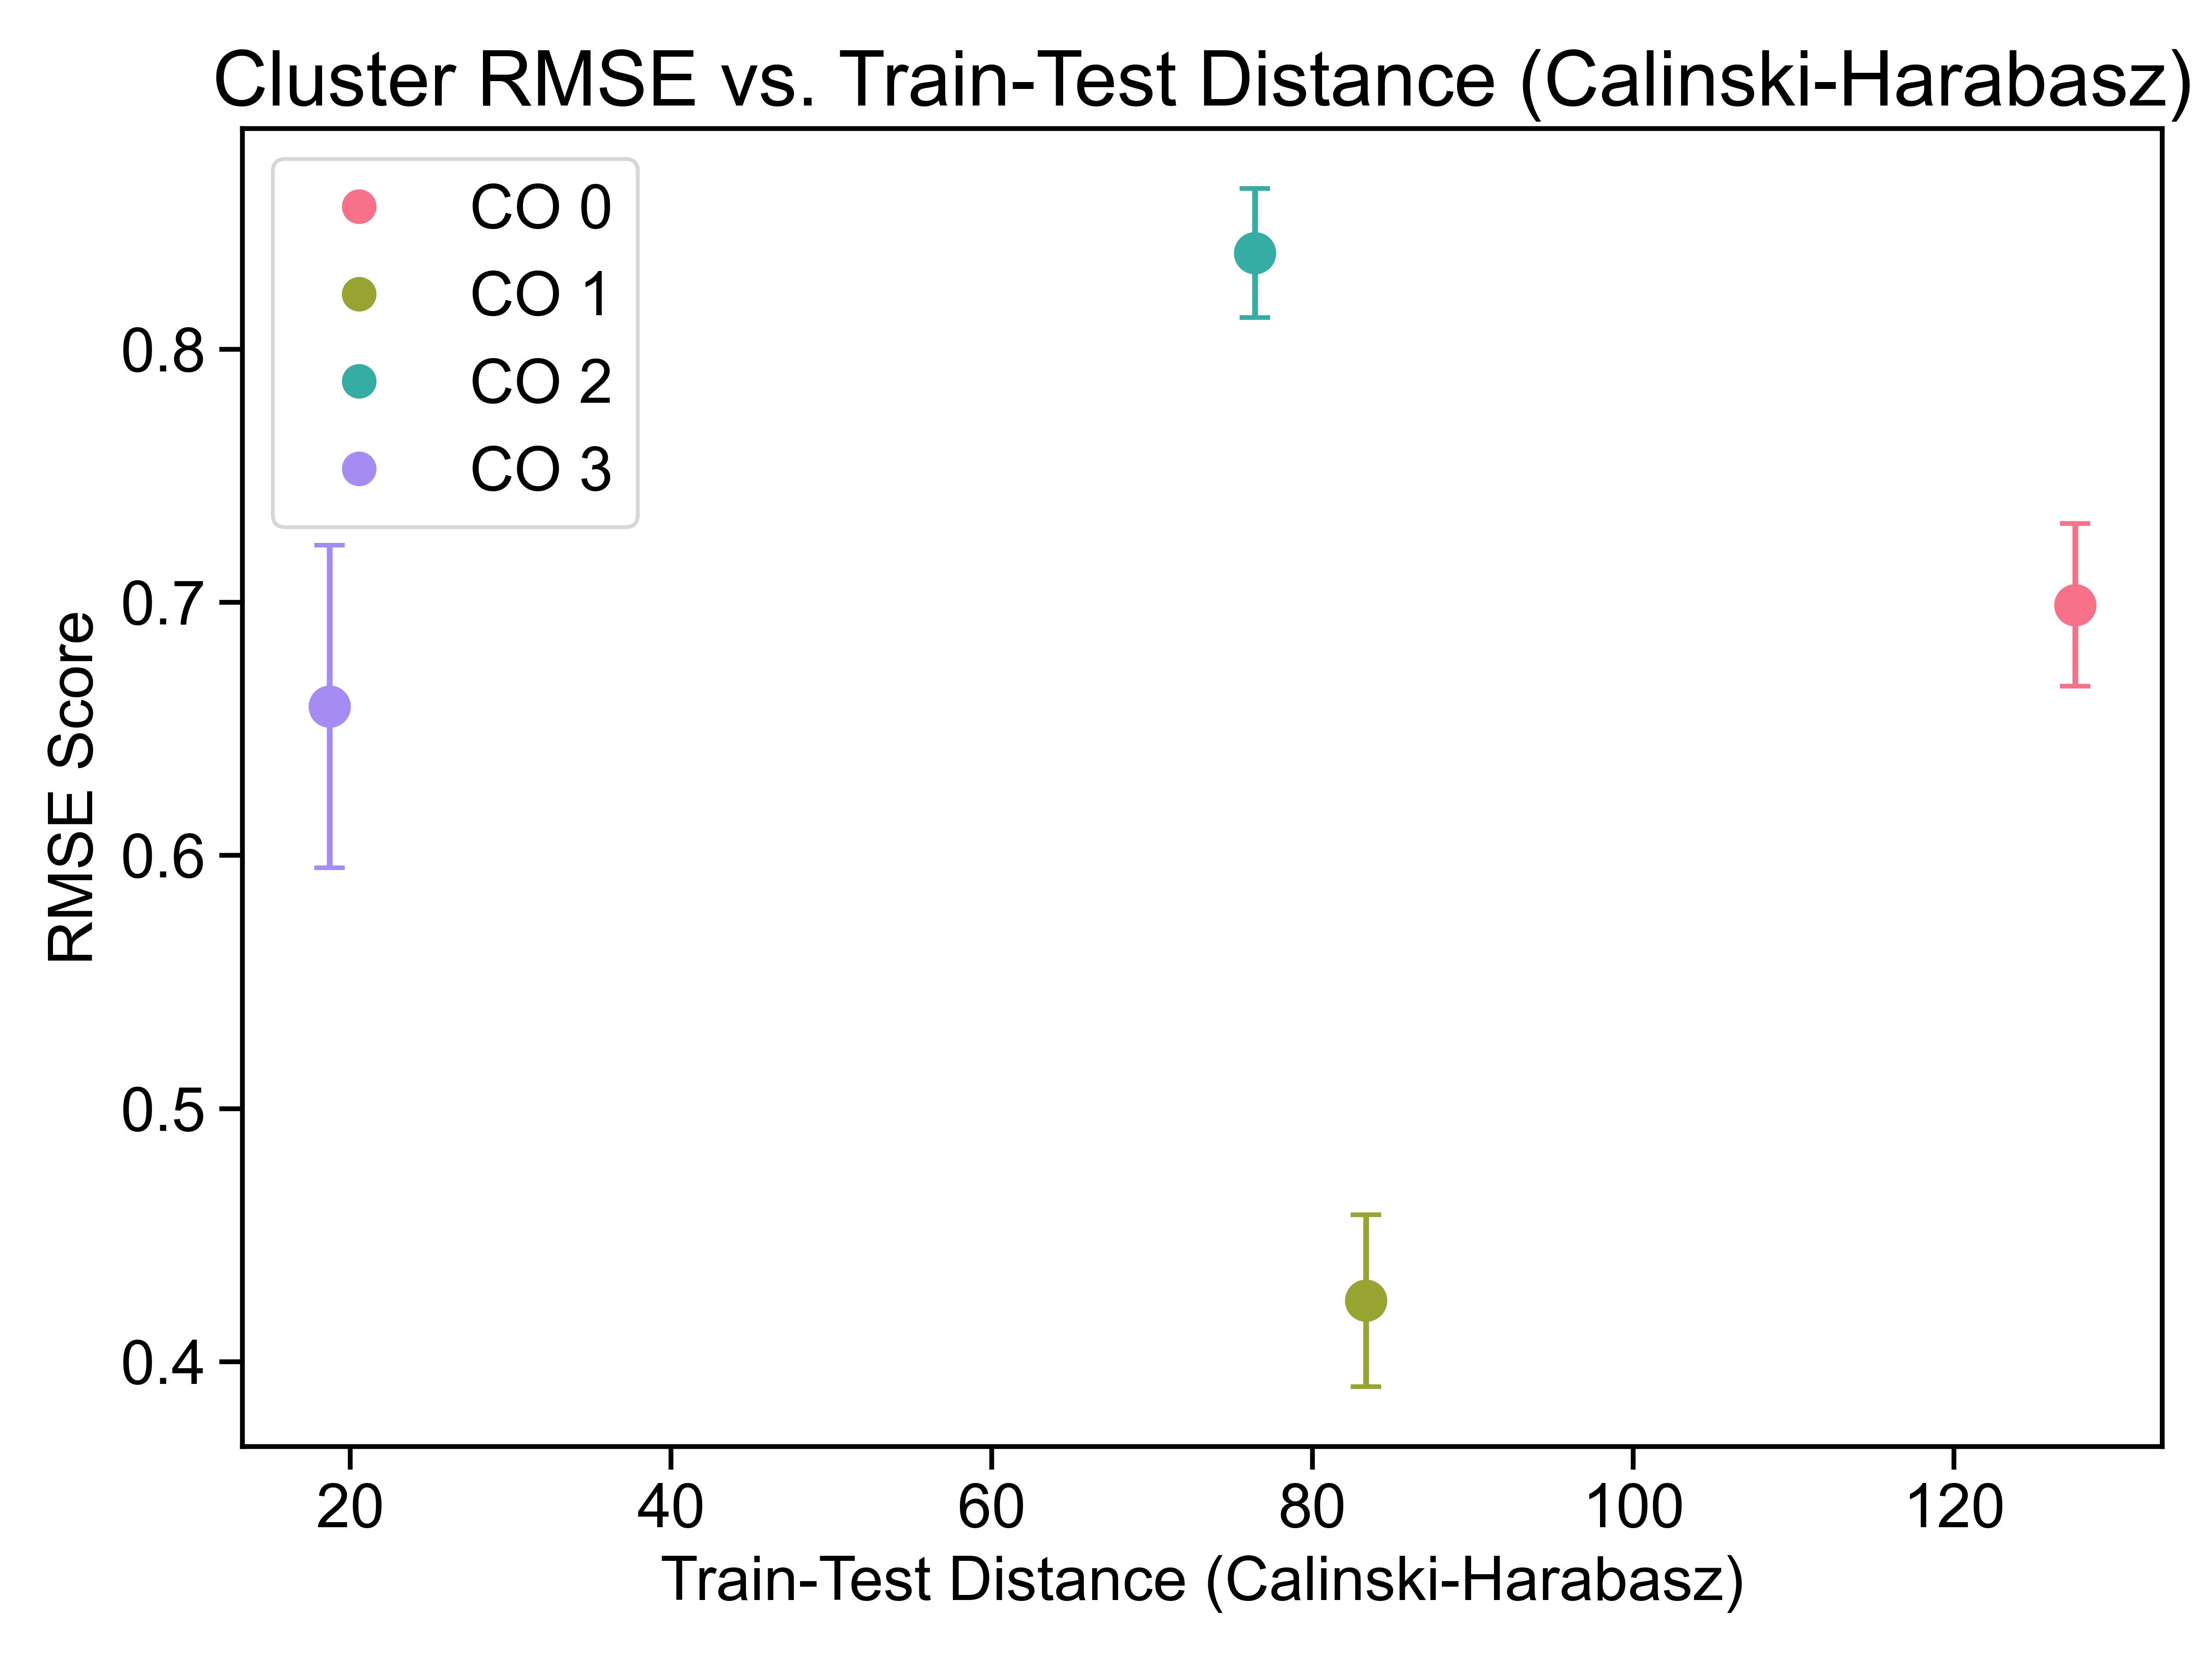 Cluster RMSE vs. Train-Test Distance (Calinski-Harabasz)
CO 0
CO 1
CO 2
CO 3
RMSE Score
0.8
0.7
0.6
0.5
0.4
20 40 60 80 100 120
Train-Test Distance (Calinski-Harabasz)